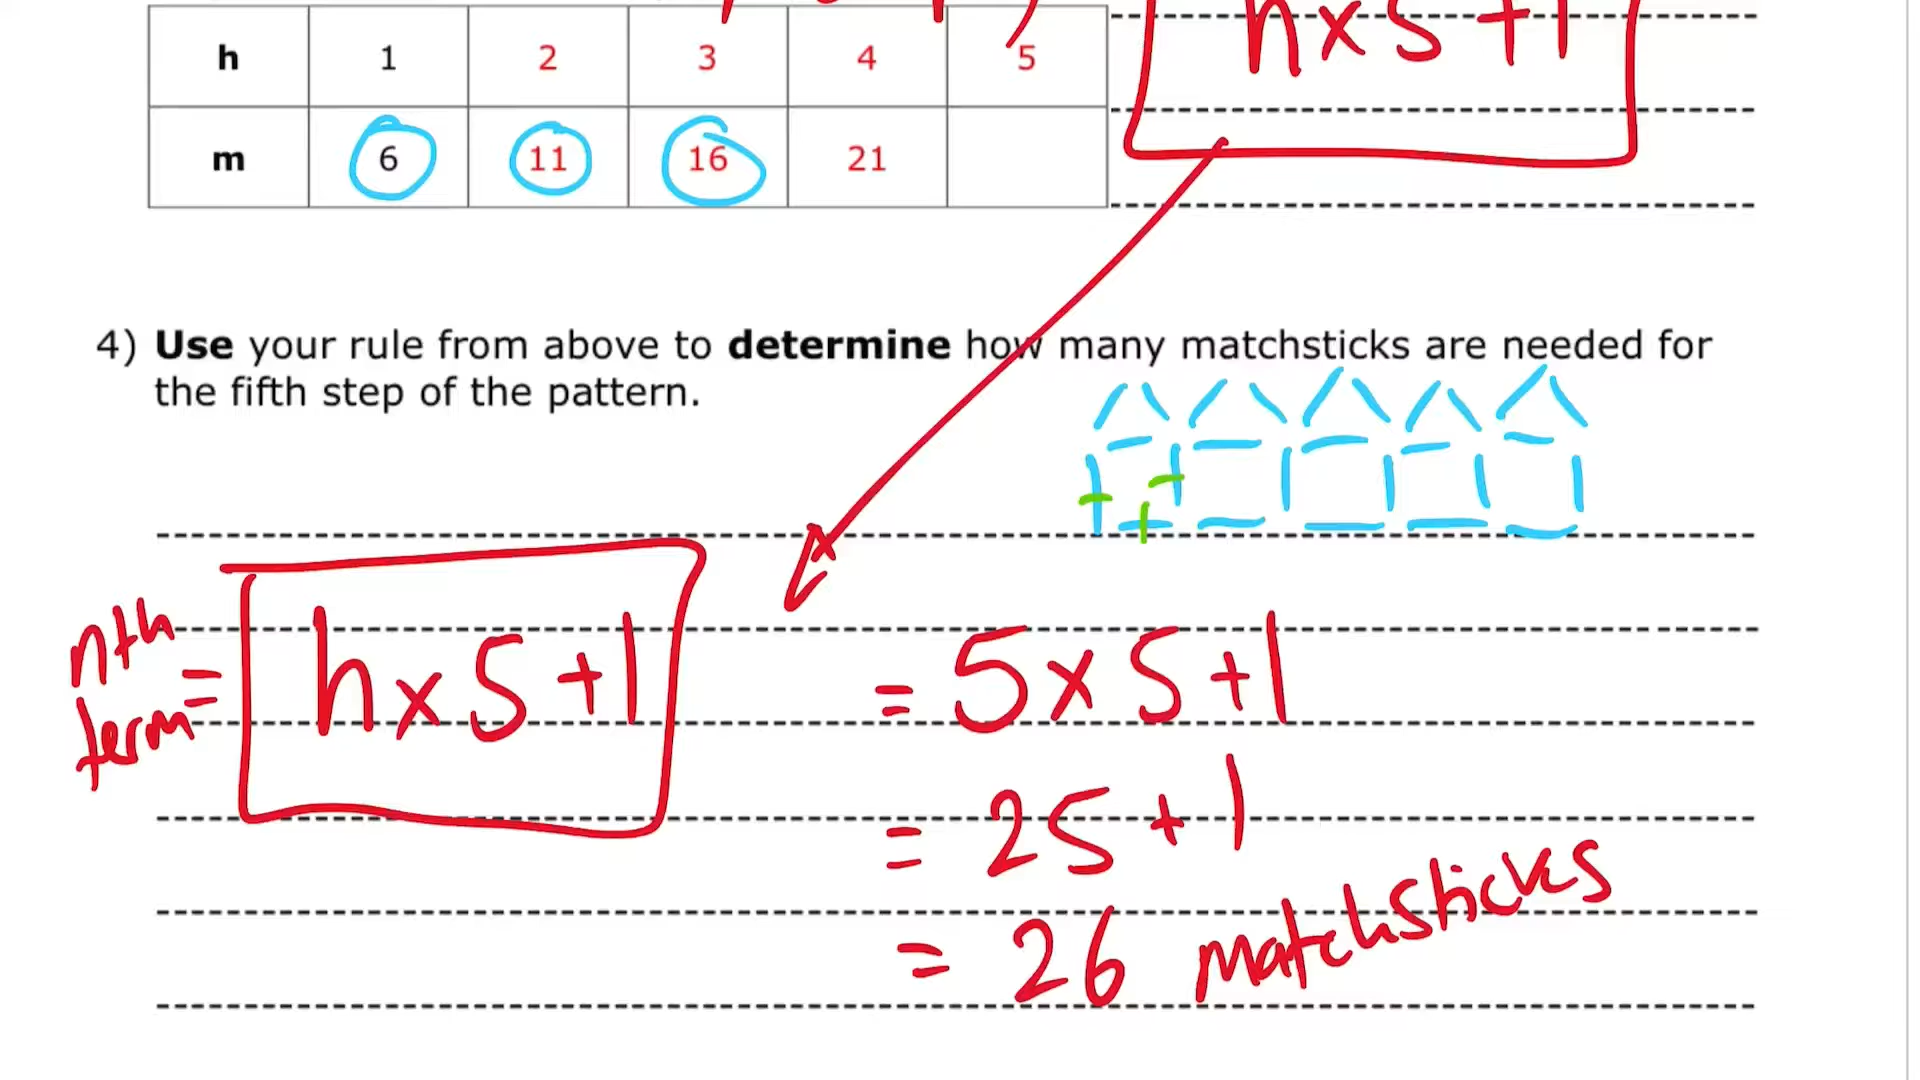 h 1 2 3 4 5
h x 5 + 1
m 6 11 16 21
4) Use your rule from above to determine how many matchsticks are needed for
the fifth step of the pattern.
nth
term =
h x 5 + 1
= 5 x 5 + 1
= 25 + 1
= 26 matchsticks